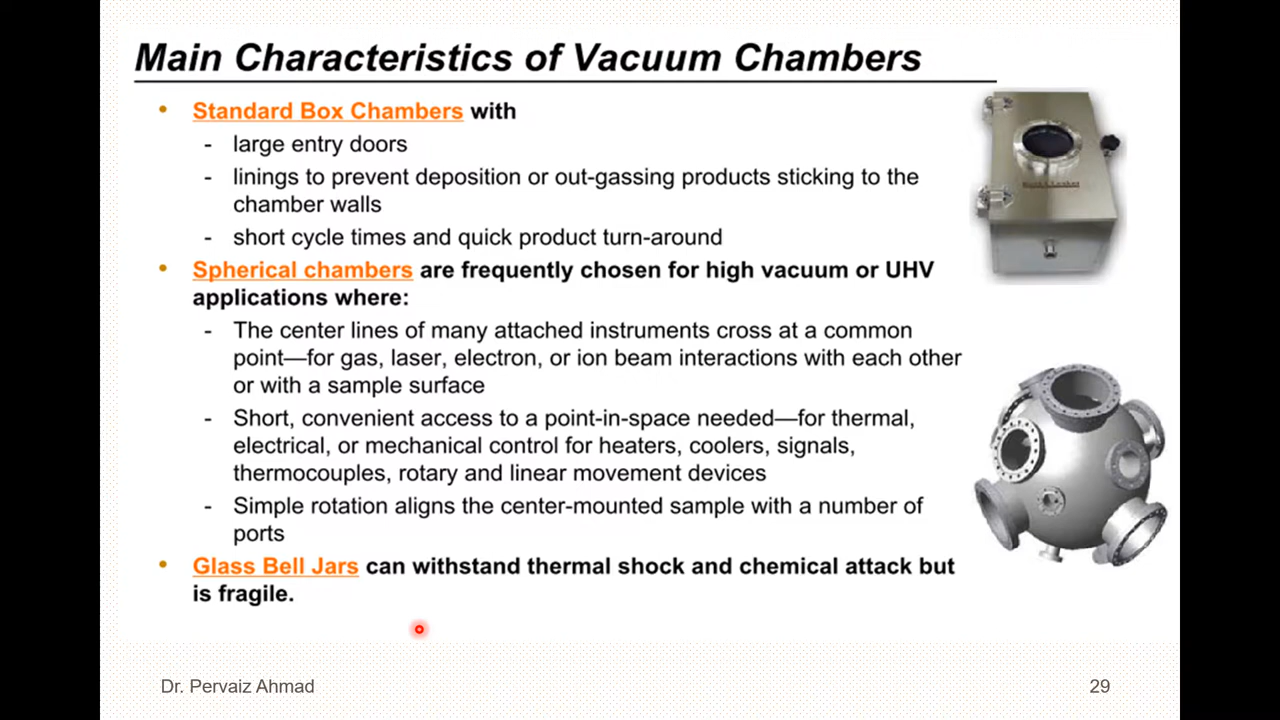 Main Characteristics of Vacuum Chambers
• Standard Box Chambers with
- large entry doors
- linings to prevent deposition or out-gassing products sticking to the
chamber walls
- short cycle times and quick product turn-around
• Spherical chambers are frequently chosen for high vacuum or UHV
applications where:
- The center lines of many attached instruments cross at a common
point—for gas, laser, electron, or ion beam interactions with each other
or with a sample surface
- Short, convenient access to a point-in-space needed—for thermal,
electrical, or mechanical control for heaters, coolers, signals,
thermocouples, rotary and linear movement devices
- Simple rotation aligns the center-mounted sample with a number of
ports
• Glass Bell Jars can withstand thermal shock and chemical attack but
is fragile.
Dr. Pervaiz Ahmad
29